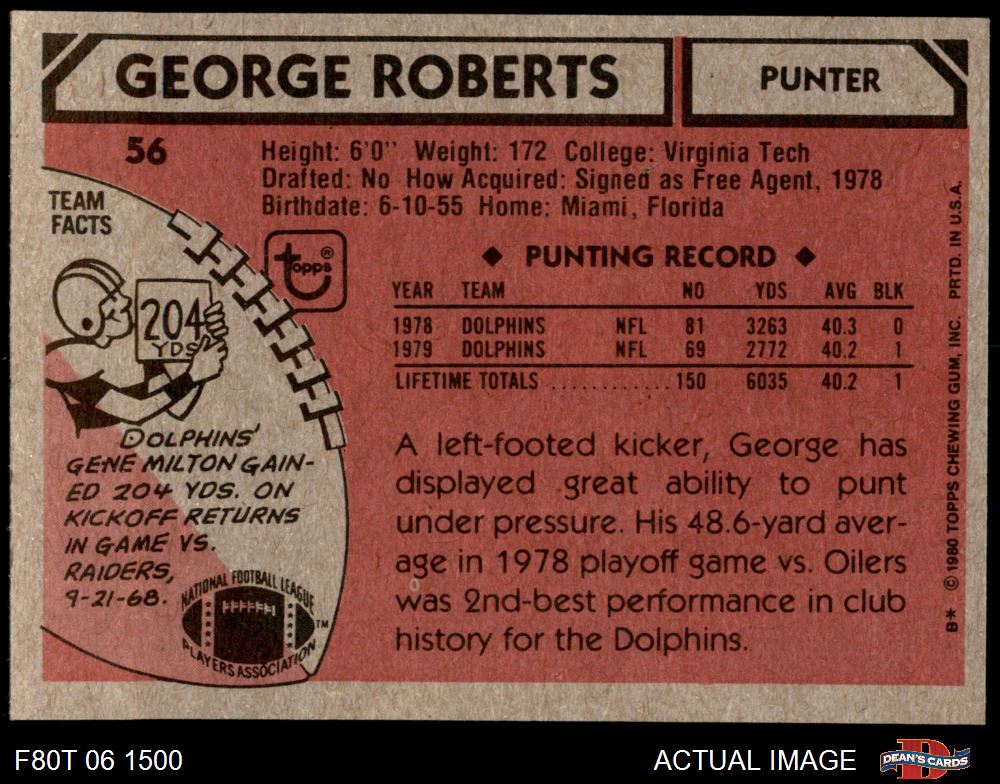 GEORGE ROBERTS
PUNTER
56
Height: 6'0" Weight: 172 College: Virginia Tech
Drafted: No How Acquired: Signed as Free Agent, 1978
Birthdate: 6-10-55 Home: Miami, Florida
TEAM
FACTS
topps®
204
YDS
DOLPHINS'
GENE MILTON GAIN-
ED 204 YDS. ON
KICKOFF RETURNS
IN GAME VS.
RAIDERS,
9-21-68.
NATIONAL FOOTBALL LEAGUE
PLAYERS ASSOCIATION
TM
◆ PUNTING RECORD ◆
YEAR TEAM NO YDS AVG BLK
1978 DOLPHINS NFL 81 3263 40.3 0
1979 DOLPHINS NFL 69 2772 40.2 1
LIFETIME TOTALS ............ 150 6035 40.2 1
A left-footed kicker, George has
displayed great ability to punt
under pressure. His 48.6-yard aver-
age in 1978 playoff game vs. Oilers
was 2nd-best performance in club
history for the Dolphins.
B* © 1980 TOPPS CHEWING GUM, INC. PRTD. IN U.S.A.
F80T 06 1500
ACTUAL IMAGE
D
DEAN'S CARDS